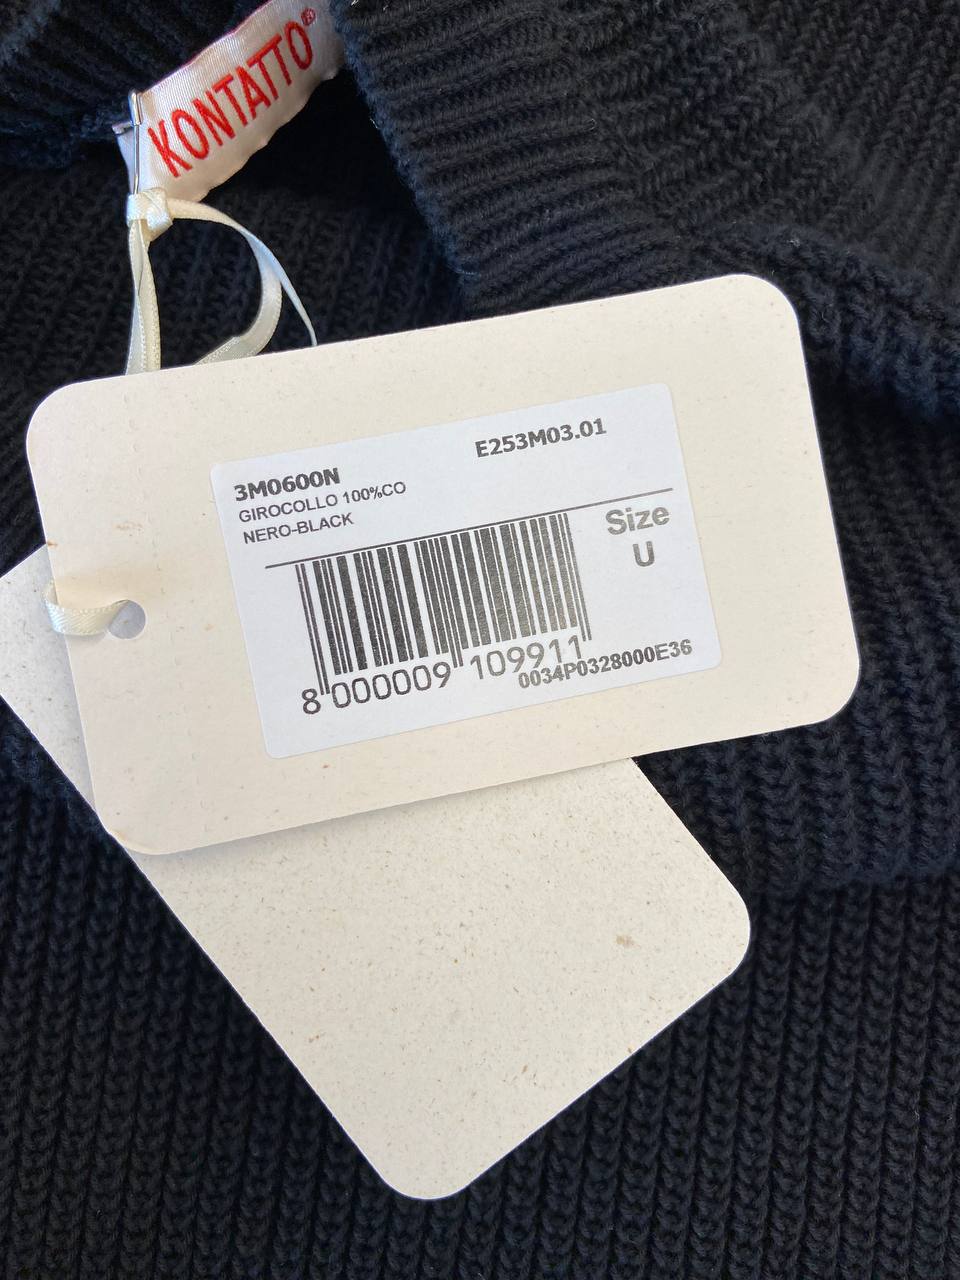 KONTATTO®
E253M03.01
3M0600N
GIROCOLLO 100%CO
NERO-BLACK
Size
U
8 000009 109911
0034P0328000E36